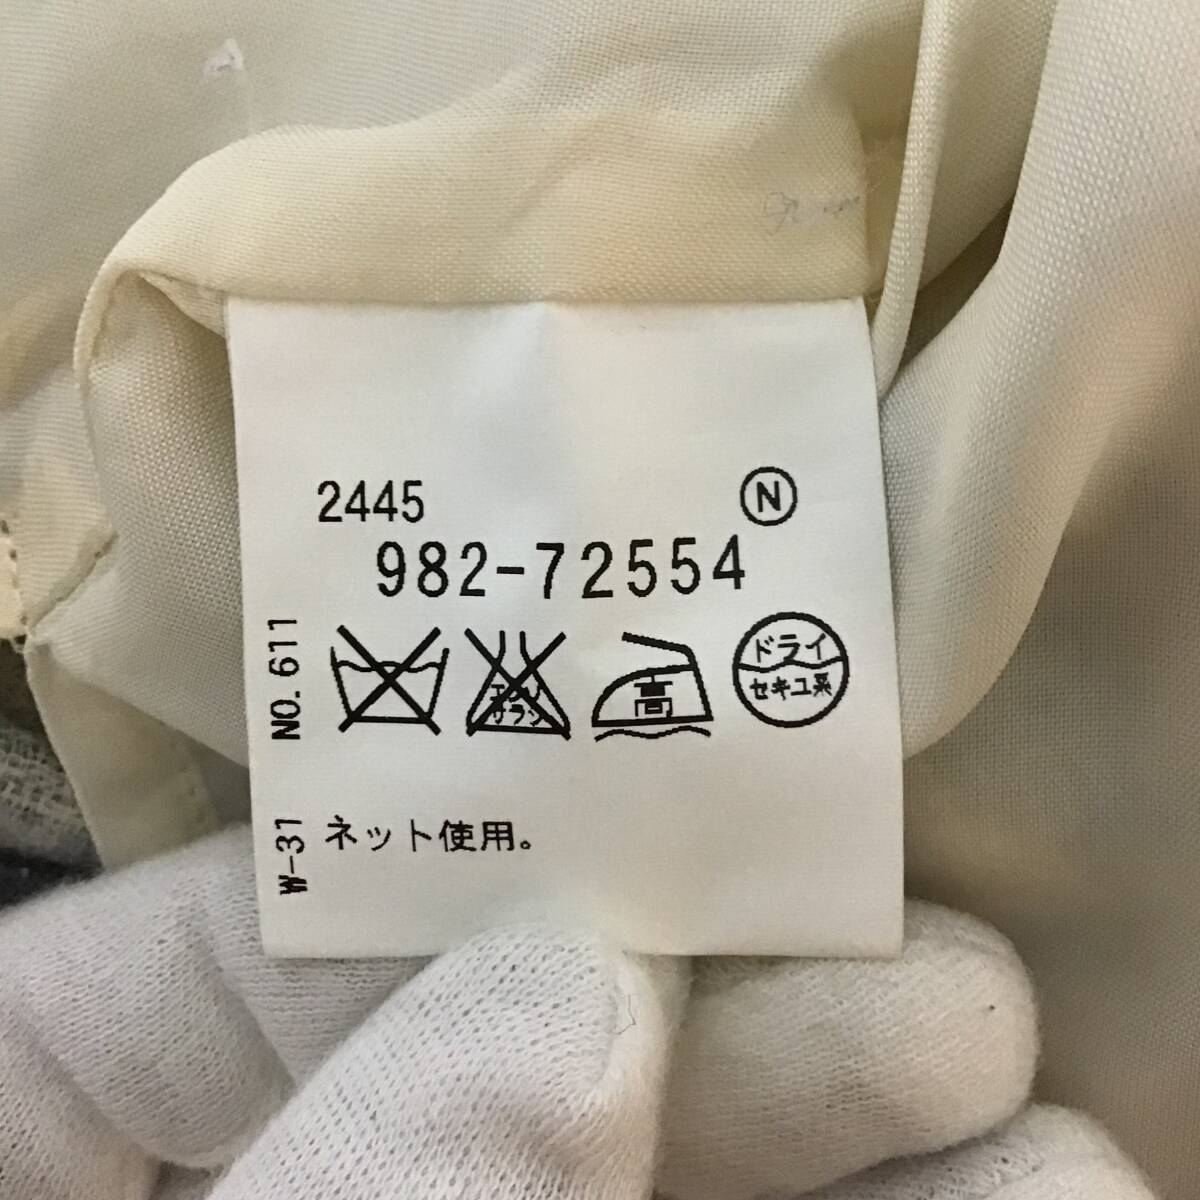 2445
N
982-72554
エンソ
サラシ
高
ドライ
セキユ系
ネット使用。
NO. 611
W-31